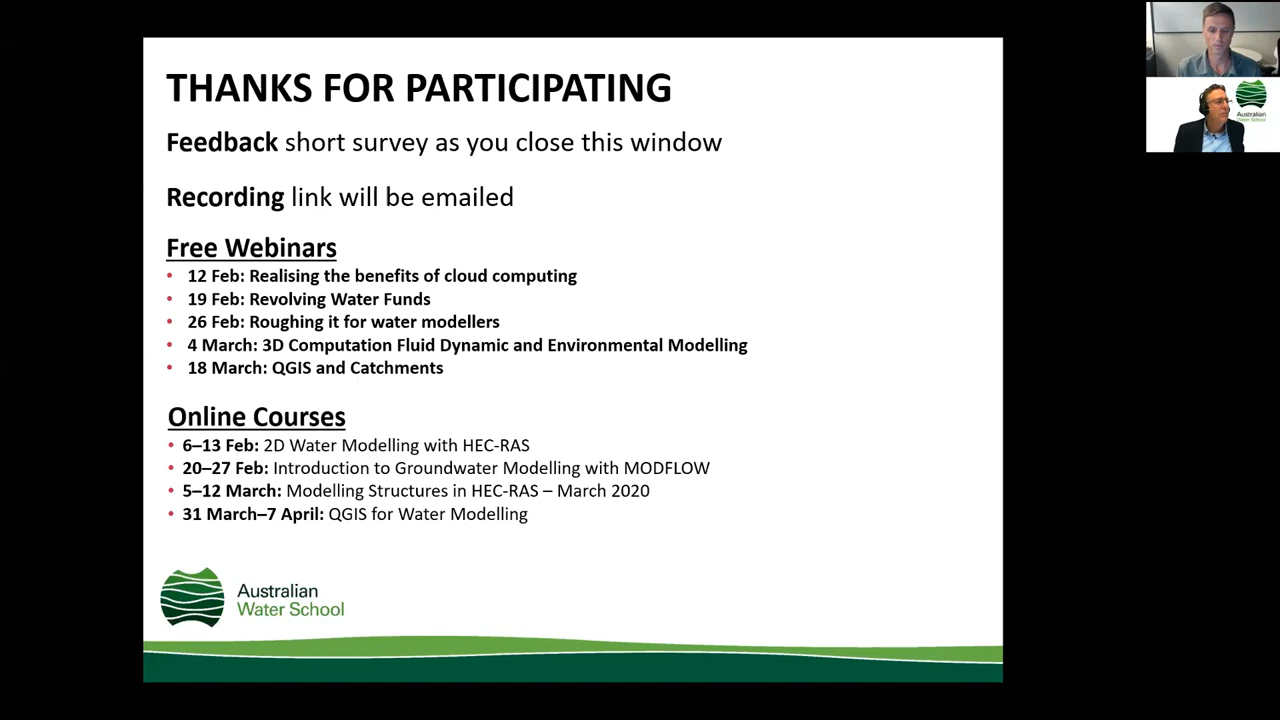 THANKS FOR PARTICIPATING
Feedback short survey as you close this window
Recording link will be emailed
Free Webinars
• 12 Feb: Realising the benefits of cloud computing
• 19 Feb: Revolving Water Funds
• 26 Feb: Roughing it for water modellers
• 4 March: 3D Computation Fluid Dynamic and Environmental Modelling
• 18 March: QGIS and Catchments
Online Courses
• 6–13 Feb: 2D Water Modelling with HEC-RAS
• 20–27 Feb: Introduction to Groundwater Modelling with MODFLOW
• 5–12 March: Modelling Structures in HEC-RAS – March 2020
• 31 March–7 April: QGIS for Water Modelling
Australian
Water School
Australian
Water School